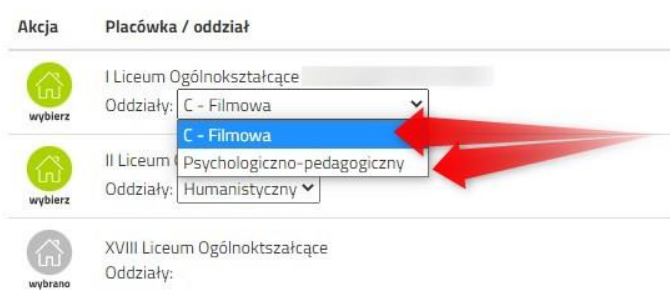 Akcja Placówka / oddział
I Liceum Ogólnokształcące
Oddziały: C - Filmowa
wybierz
C - Filmowa
II Liceum
Psychologiczno-pedagogiczny
Oddziały: Humanistyczny
wybierz
XVIII Liceum Ogólnoktszałcące
Oddziały:
wybrano